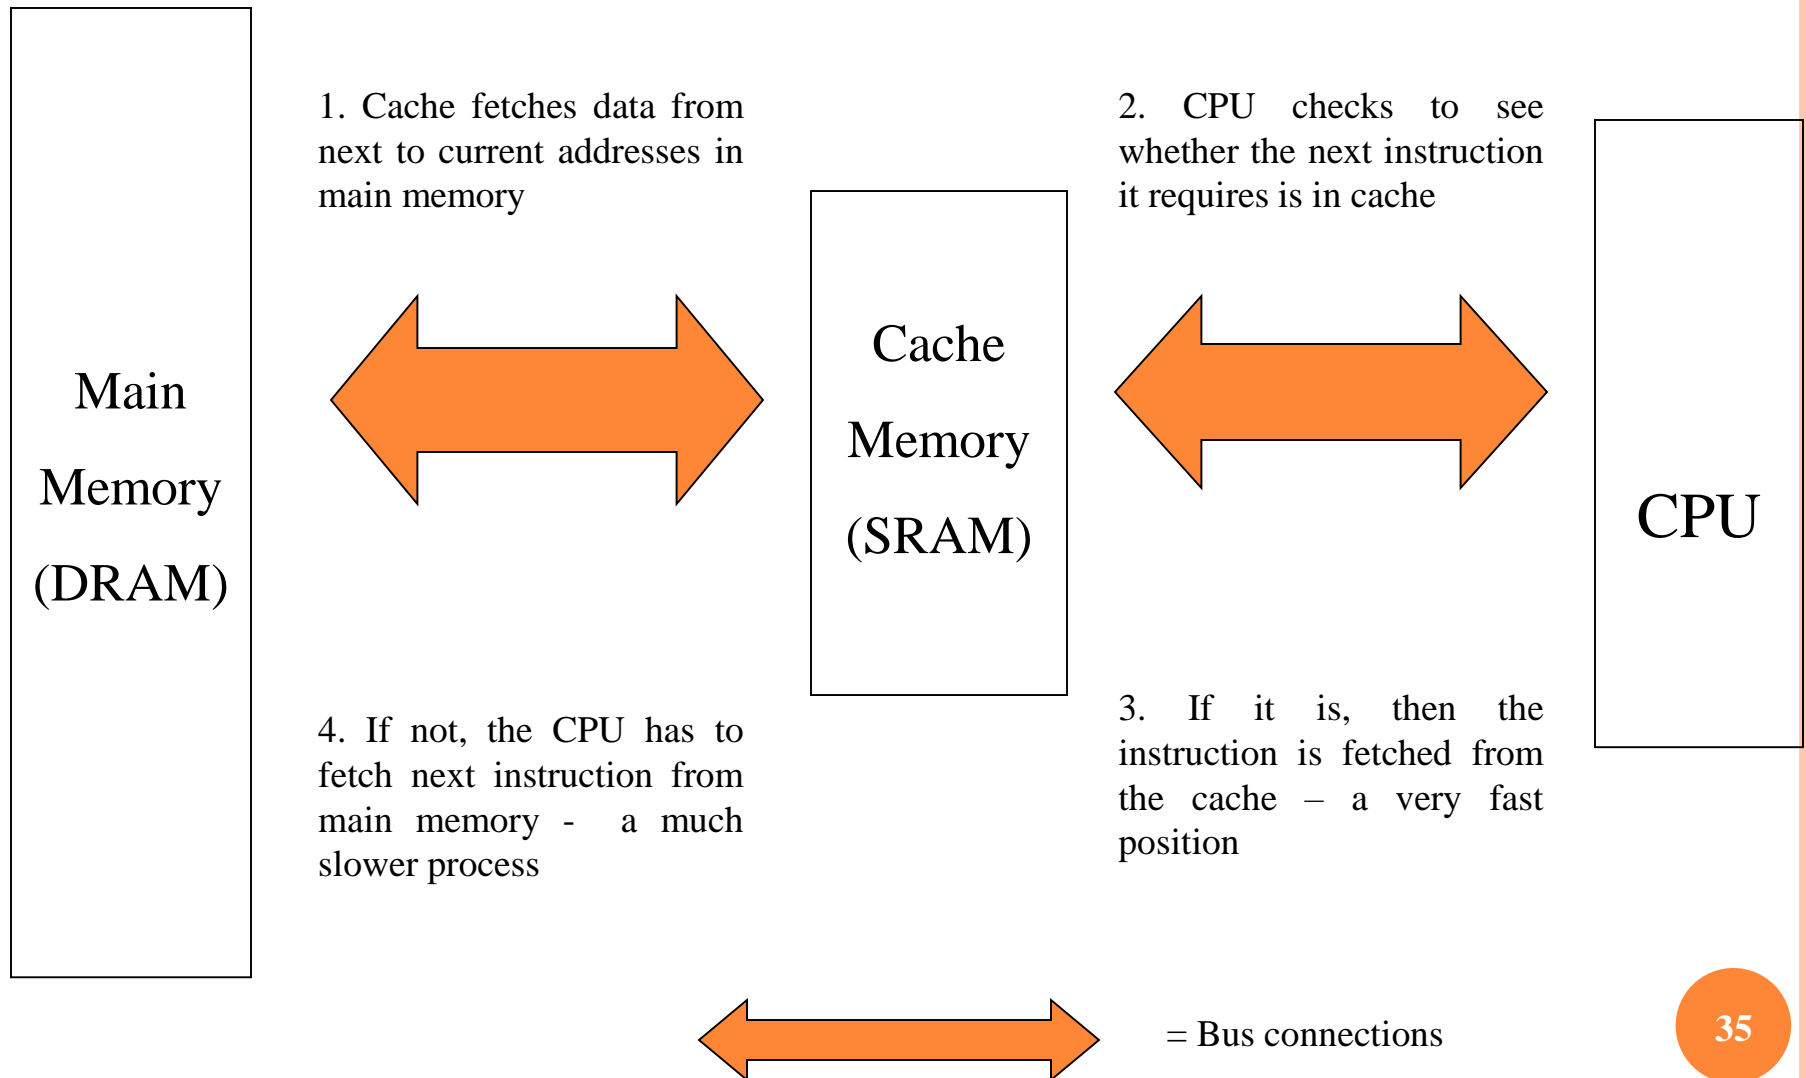 1. Cache fetches data from
next to current addresses in
main memory
2. CPU checks to see
whether the next instruction
it requires is in cache
Main
Memory
(DRAM)
Cache
Memory
(SRAM)
CPU
4. If not, the CPU has to
fetch next instruction from
main memory - a much
slower process
3. If it is, then the
instruction is fetched from
the cache – a very fast
position
= Bus connections
35